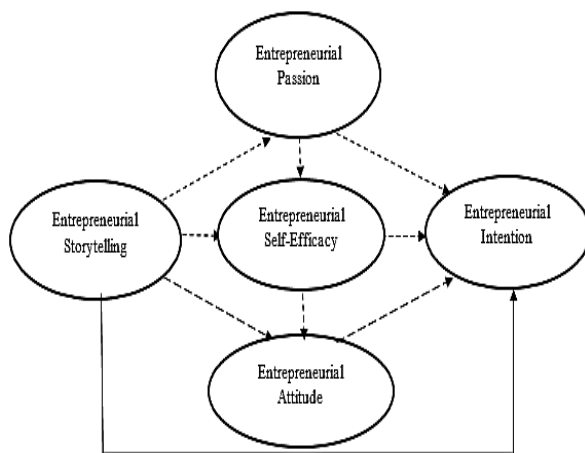 Entrepreneurial
Passion
Entrepreneurial
Storytelling
Entrepreneurial
Self-Efficacy
Entrepreneurial
Intention
Entrepreneurial
Attitude